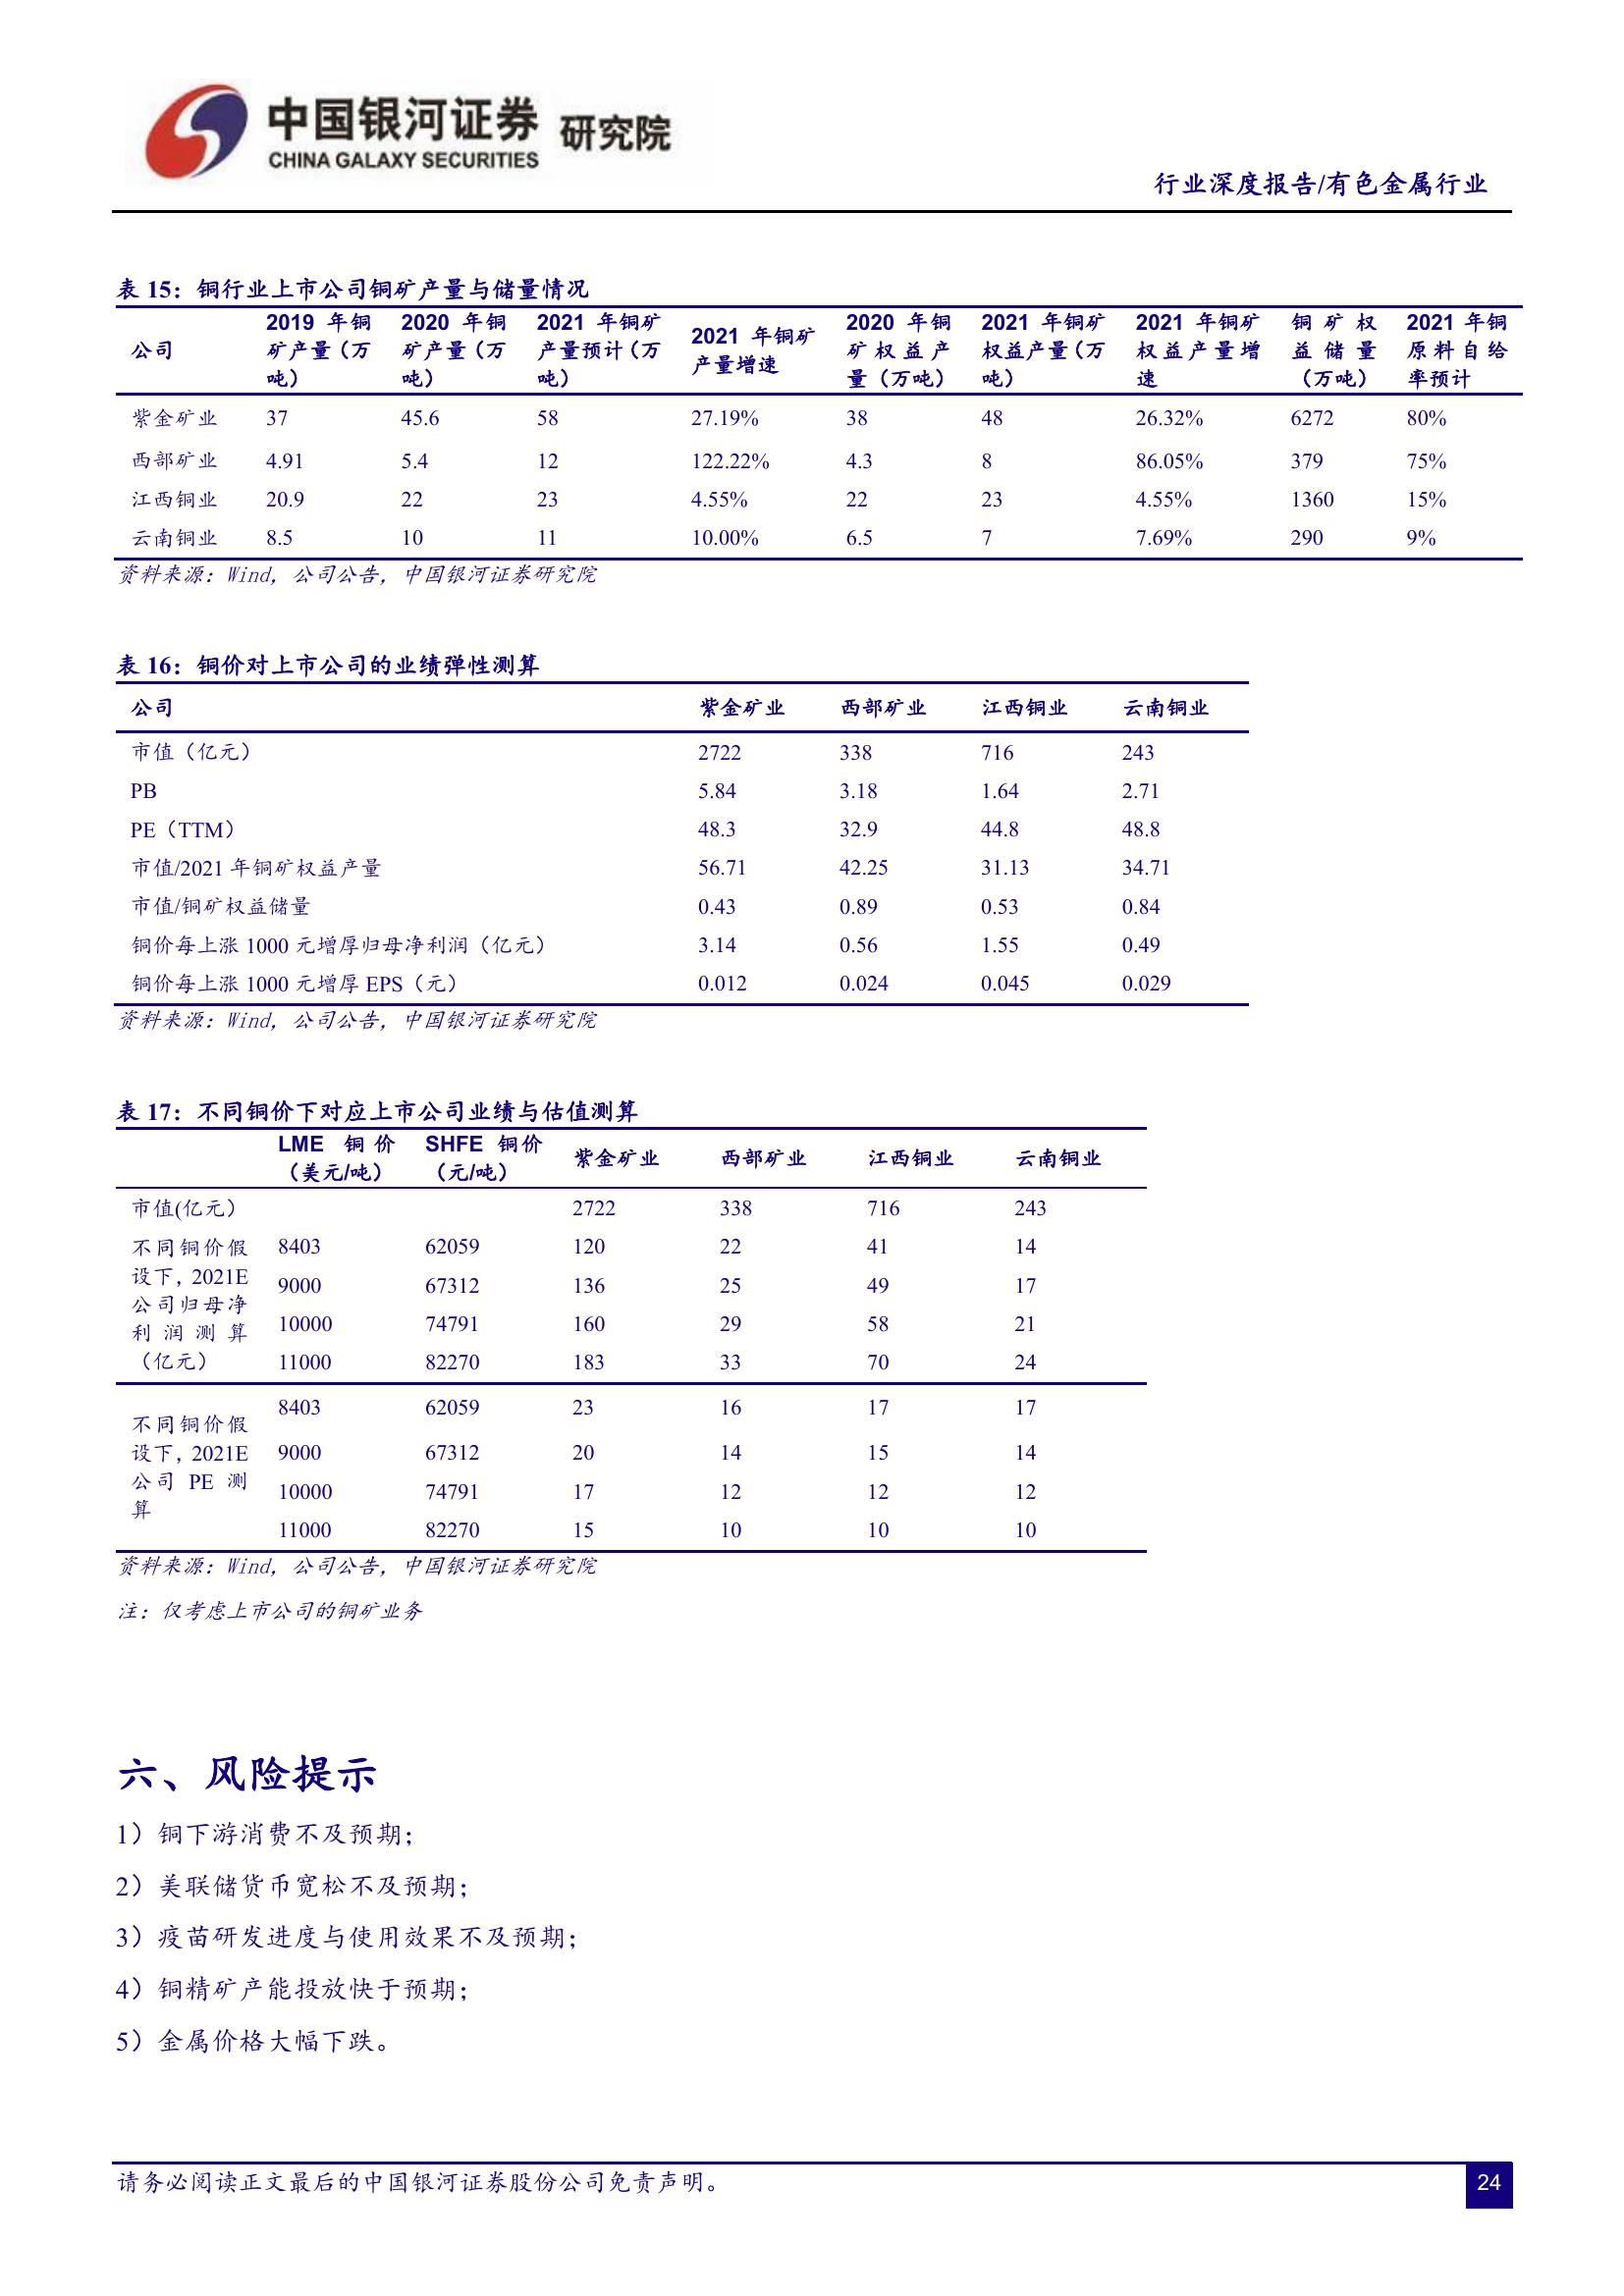 中国银河证券 研究院
CHINA GALAXY SECURITIES
行业深度报告/有色金属行业
表 15：铜行业上市公司铜矿产量与储量情况
公司 2019 年铜矿产量（万吨） 2020 年铜矿产量（万吨） 2021 年铜矿产量预计（万吨） 2021 年铜矿产量增速 2020 年铜矿权益产量（万吨） 2021 年铜矿权益产量（万吨） 2021 年铜矿权益产量增速 铜矿权益储量（万吨） 2021 年铜原料自给率预计
紫金矿业 37 45.6 58 27.19% 38 48 26.32% 6272 80%
西部矿业 4.91 5.4 12 122.22% 4.3 8 86.05% 379 75%
江西铜业 20.9 22 23 4.55% 22 23 4.55% 1360 15%
云南铜业 8.5 10 11 10.00% 6.5 7 7.69% 290 9%
资料来源：Wind，公司公告，中国银河证券研究院
表 16：铜价对上市公司的业绩弹性测算
公司 紫金矿业 西部矿业 江西铜业 云南铜业
市值（亿元） 2722 338 716 243
PB 5.84 3.18 1.64 2.71
PE（TTM） 48.3 32.9 44.8 48.8
市值/2021 年铜矿权益产量 56.71 42.25 31.13 34.71
市值/铜矿权益储量 0.43 0.89 0.53 0.84
铜价每上涨 1000 元增厚归母净利润（亿元） 3.14 0.56 1.55 0.49
铜价每上涨 1000 元增厚 EPS（元） 0.012 0.024 0.045 0.029
资料来源：Wind，公司公告，中国银河证券研究院
表 17：不同铜价下对应上市公司业绩与估值测算
LME 铜价（美元/吨） SHFE 铜价（元/吨） 紫金矿业 西部矿业 江西铜业 云南铜业
市值(亿元） 2722 338 716 243
不同铜价假设下，2021E 公司归母净利润测算（亿元） 8403 62059 120 22 41 14
9000 67312 136 25 49 17
10000 74791 160 29 58 21
11000 82270 183 33 70 24
不同铜价假设下，2021E 公司 PE 测算 8403 62059 23 16 17 17
9000 67312 20 14 15 14
10000 74791 17 12 12 12
11000 82270 15 10 10 10
资料来源：Wind，公司公告，中国银河证券研究院
注：仅考虑上市公司的铜矿业务
六、风险提示
1）铜下游消费不及预期；
2）美联储货币宽松不及预期；
3）疫苗研发进度与使用效果不及预期；
4）铜精矿产能投放快于预期；
5）金属价格大幅下跌。
请务必阅读正文最后的中国银河证券股份公司免责声明。
24